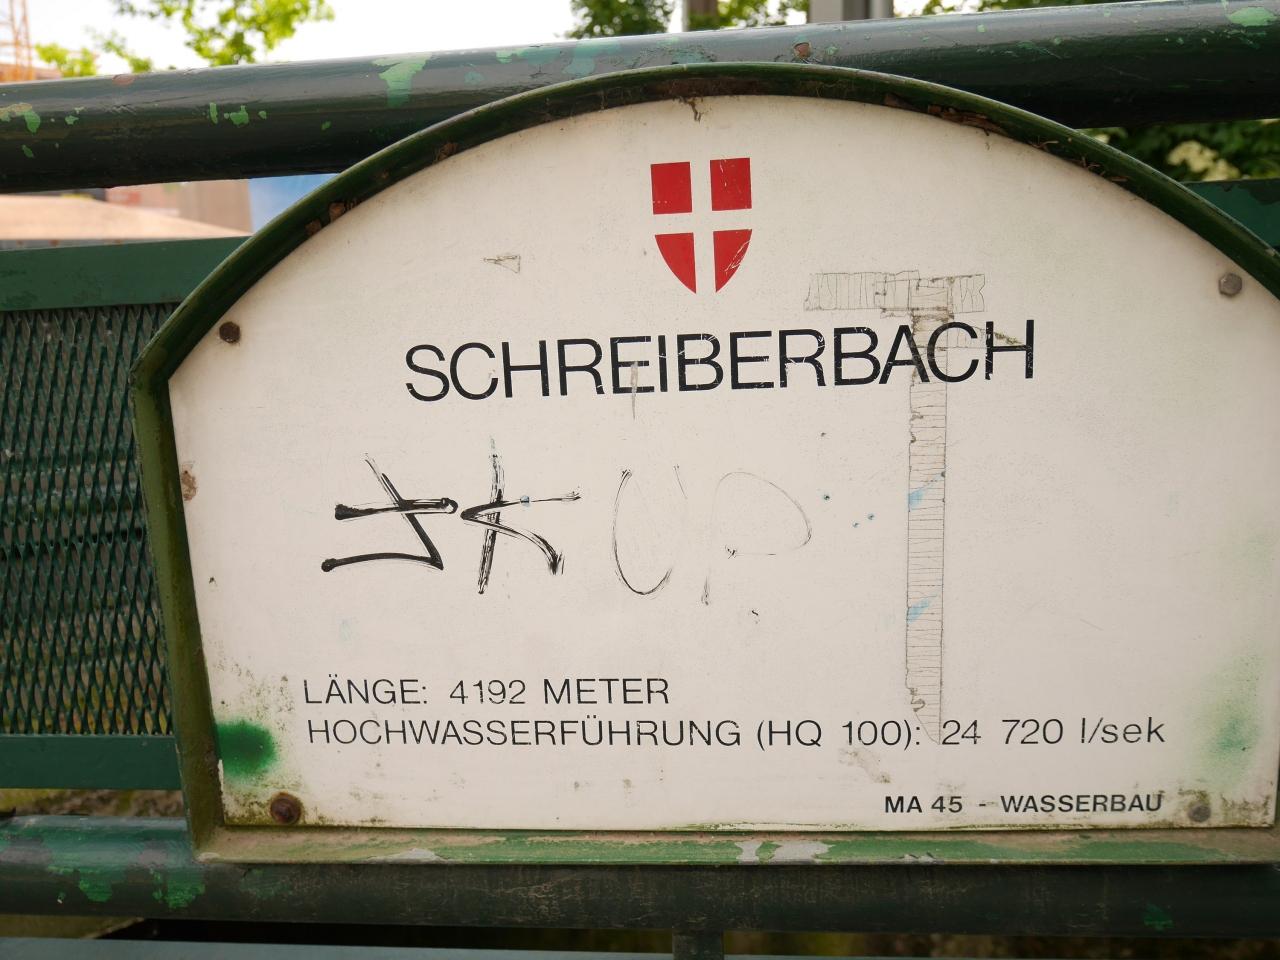 SCHREIBERBACH
LÄNGE: 4192 METER
HOCHWASSERFÜHRUNG (HQ 100): 24 720 l/sek
MA 45 - WASSERBAU